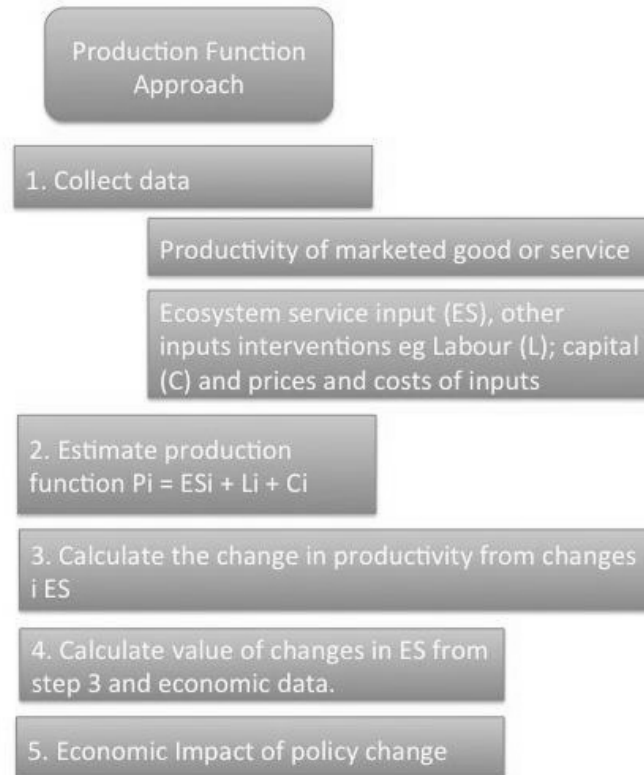 Production Function
Approach
1. Collect data
Productivity of marketed good or service
Ecosystem service input (ES), other
inputs interventions eg Labour (L); capital
(C) and prices and costs of inputs
2. Estimate production
function Pi = ESi + Li + Ci
3. Calculate the change in productivity from changes
i ES
4. Calculate value of changes in ES from
step 3 and economic data.
5. Economic Impact of policy change